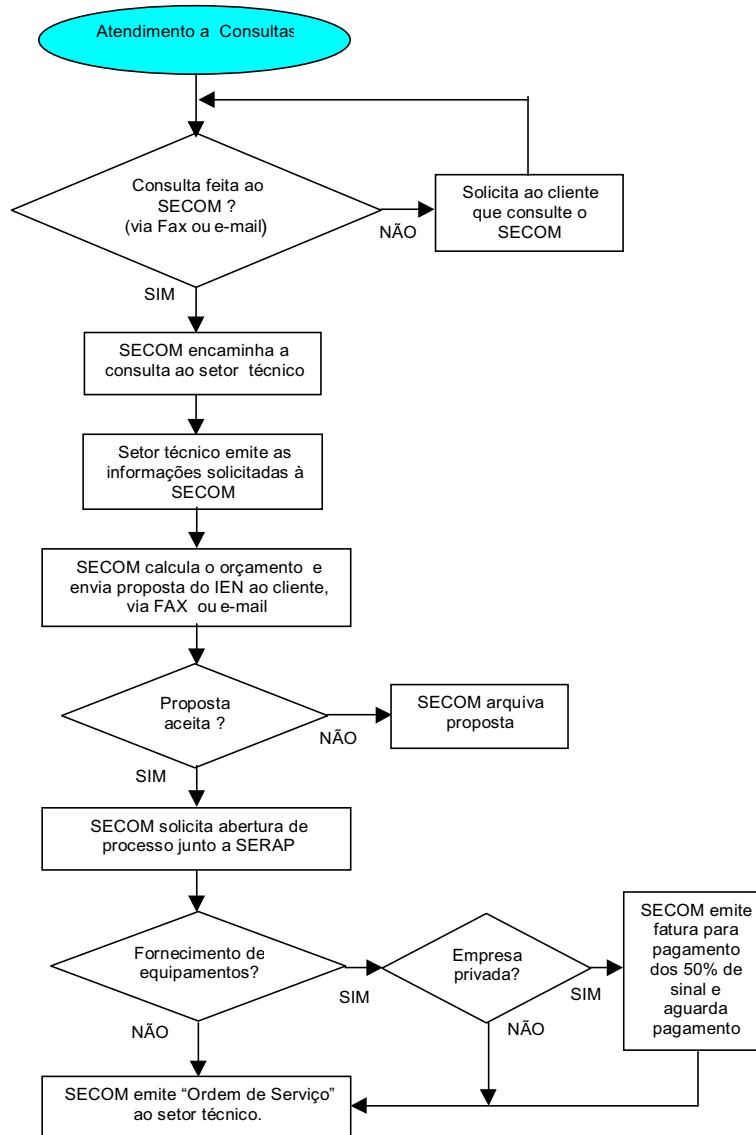 Atendimento a Consultas
Consulta feita ao
SECOM ?
(via Fax ou e-mail)
NÃO
Solicita ao cliente
que consulte o
SECOM
SIM
SECOM encaminha a
consulta ao setor técnico
Setor técnico emite as
informações solicitadas à
SECOM
SECOM calcula o orçamento e
envia proposta do IEN ao cliente,
via FAX ou e-mail
Proposta
aceita ?
NÃO
SECOM arquiva
proposta
SIM
SECOM solicita abertura de
processo junto a SERAP
Fornecimento de
equipamentos?
SIM
Empresa
privada?
SIM
SECOM emite
fatura para
pagamento
dos 50% de
sinal e
aguarda
pagamento
NÃO
NÃO
SECOM emite “Ordem de Serviço”
ao setor técnico.